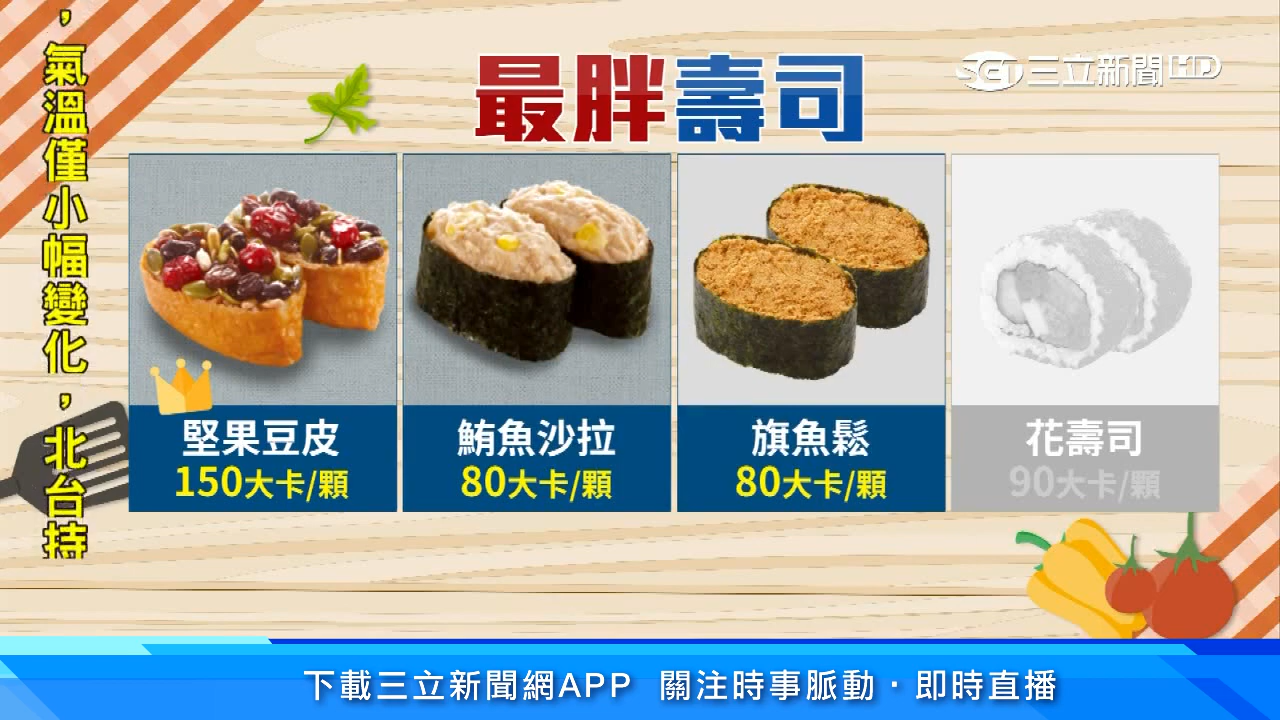 ，氣溫僅小幅變化，北台持
最胖壽司
SET三立新聞HD
堅果豆皮
150大卡/顆
鮪魚沙拉
80大卡/顆
旗魚鬆
80大卡/顆
花壽司
90大卡/顆
下載三立新聞網APP 關注時事脈動·即時直播